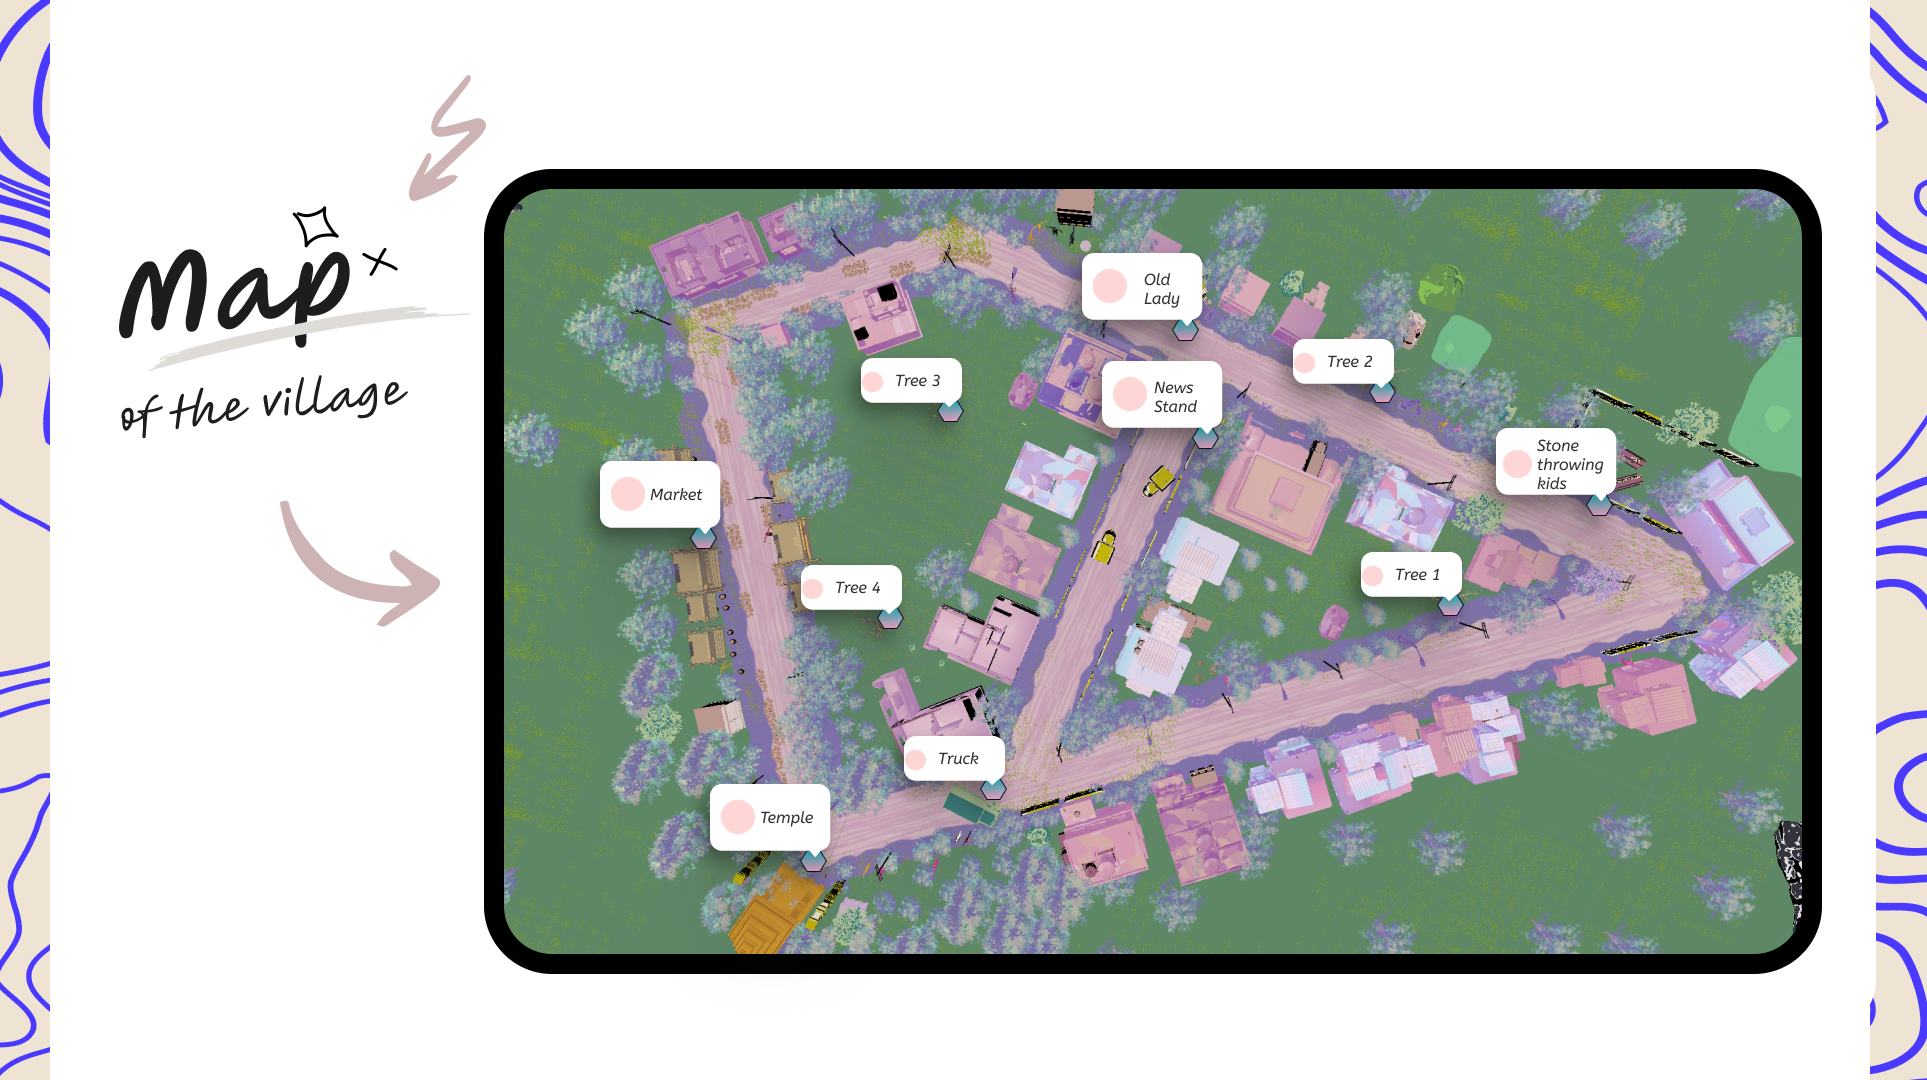 Map
of the village
Old
Lady
Tree 2
Tree 3
News
Stand
Stone
throwing
kids
Market
Tree 1
Tree 4
Truck
Temple